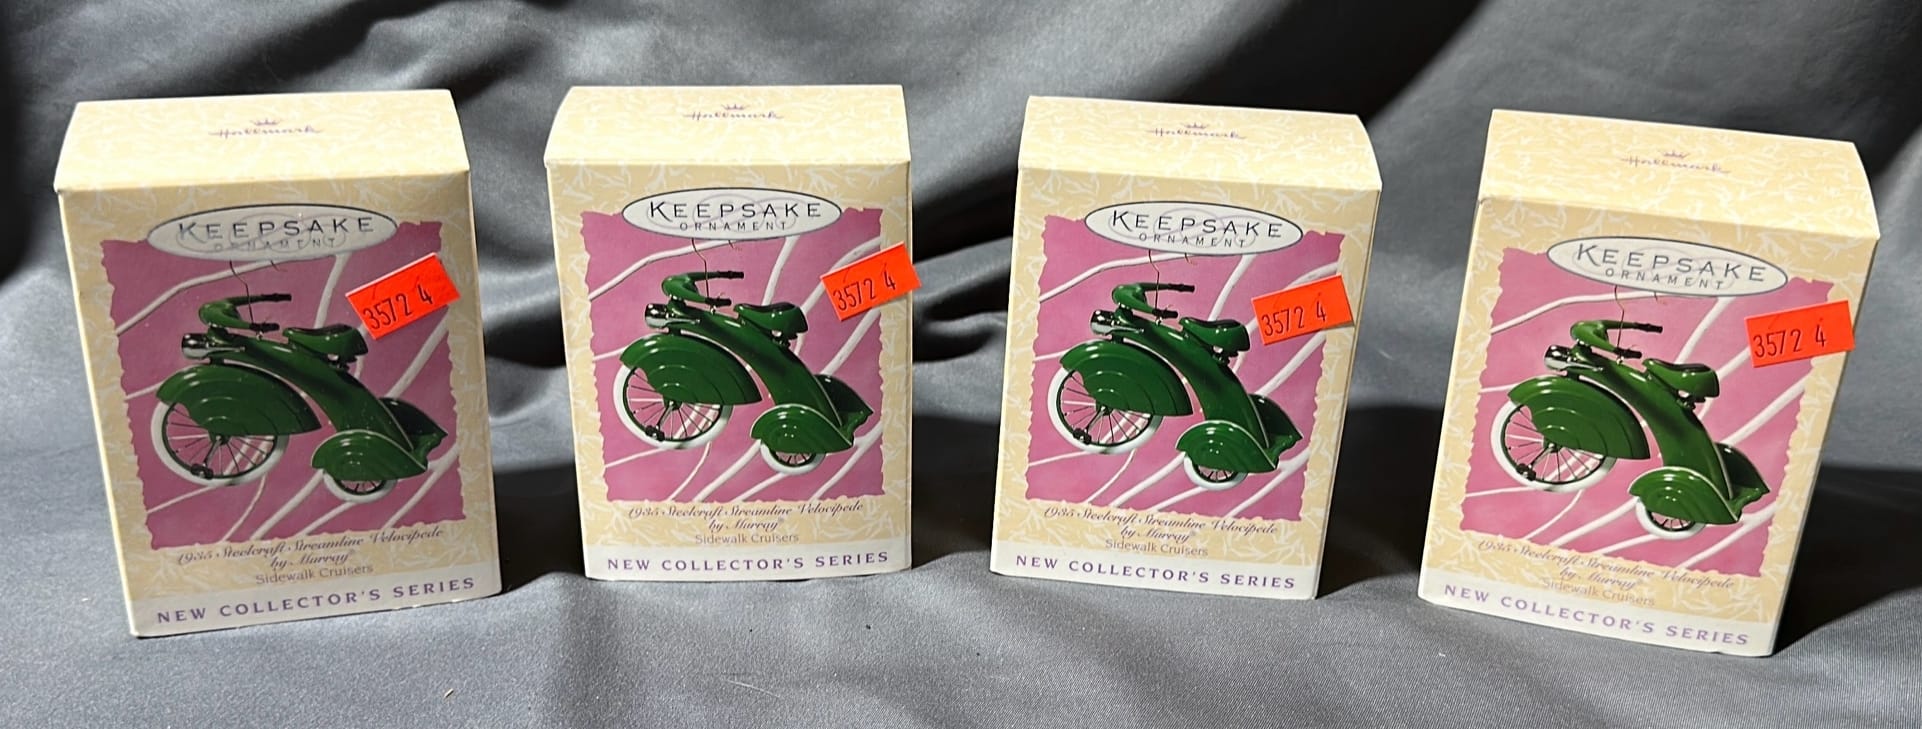 Hallmark
KEEPSAKE
ORNAMENT
3572 4
1935 Steelcraft Streamline Velocipede
by Murray®
Sidewalk Cruisers
NEW COLLECTOR'S SERIES
Hallmark
KEEPSAKE
ORNAMENT
3572 4
1935 Steelcraft Streamline Velocipede
by Murray®
Sidewalk Cruisers
NEW COLLECTOR'S SERIES
Hallmark
KEEPSAKE
ORNAMENT
3572 4
1935 Steelcraft Streamline Velocipede
by Murray®
Sidewalk Cruisers
NEW COLLECTOR'S SERIES
Hallmark
KEEPSAKE
ORNAMENT
3572 4
1935 Steelcraft Streamline Velocipede
by Murray®
Sidewalk Cruisers
NEW COLLECTOR'S SERIES